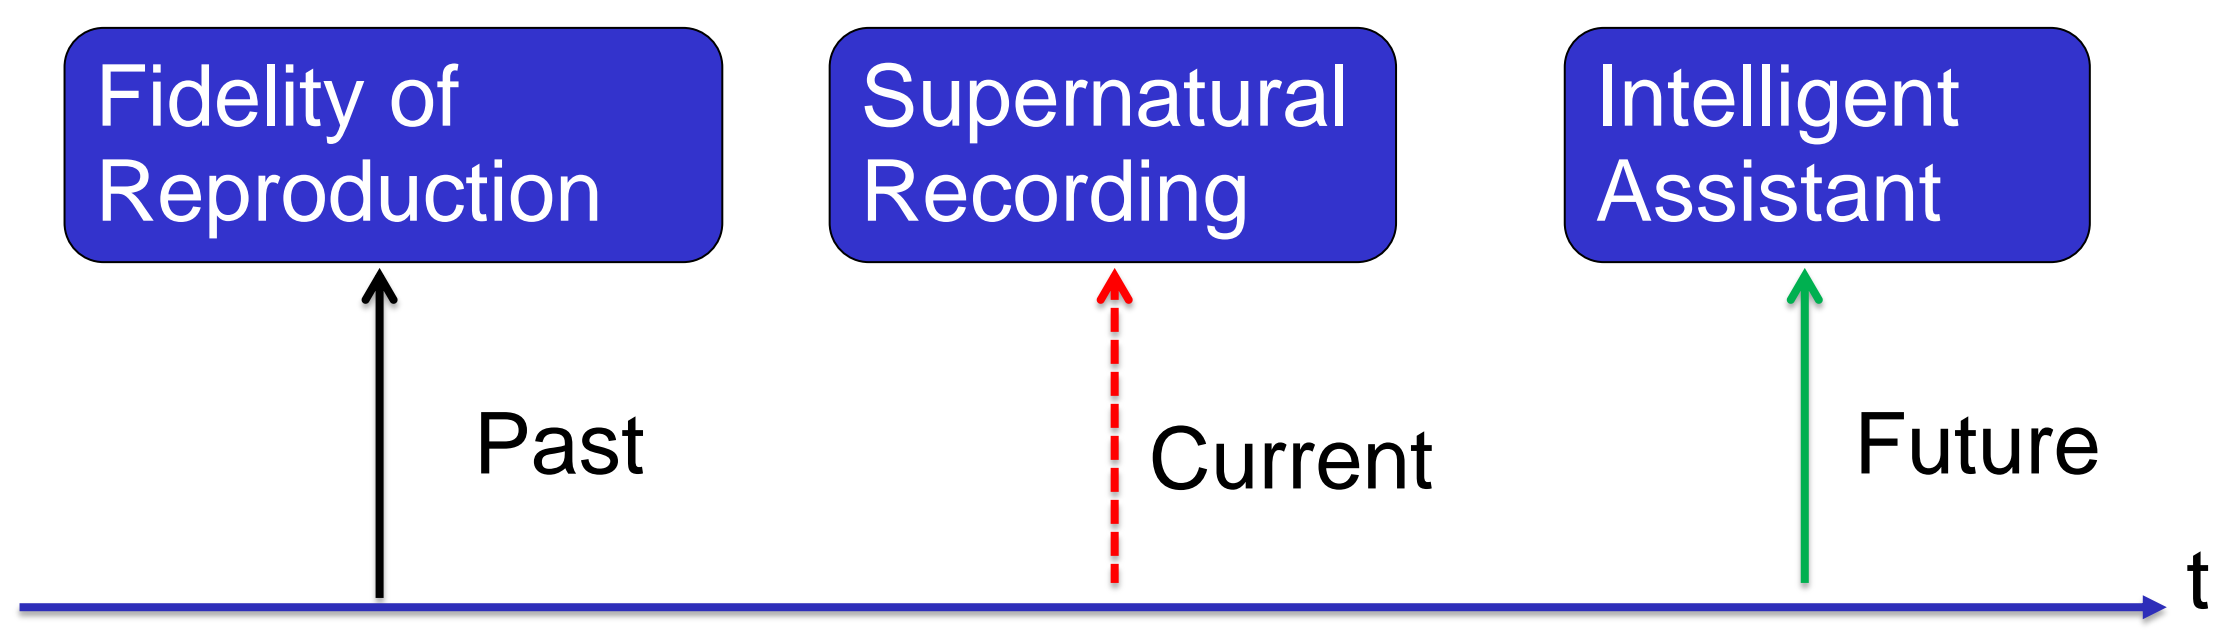 Fidelity of
Reproduction
Supernatural
Recording
Intelligent
Assistant
Past
Current
Future
t